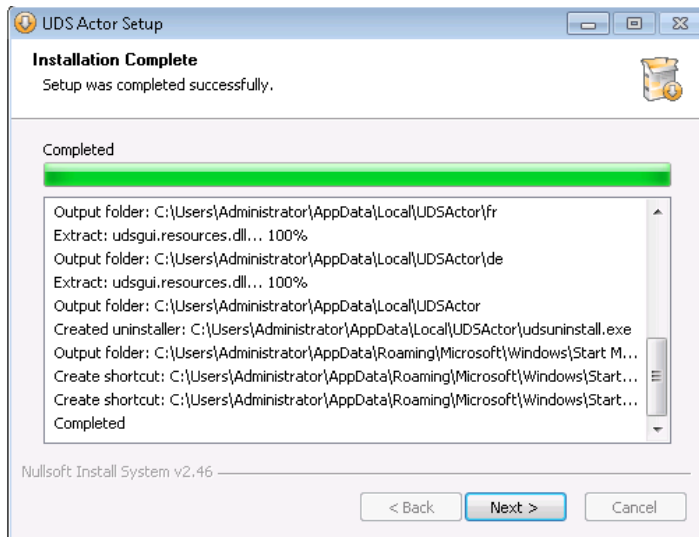 UDS Actor Setup
Installation Complete
Setup was completed successfully.
Completed
Output folder: C:\Users\Administrator\AppData\Local\UDSActor\fr
Extract: udsgui.resources.dll... 100%
Output folder: C:\Users\Administrator\AppData\Local\UDSActor\de
Extract: udsgui.resources.dll... 100%
Output folder: C:\Users\Administrator\AppData\Local\UDSActor
Created uninstaller: C:\Users\Administrator\AppData\Local\UDSActor\udsuninstall.exe
Output folder: C:\Users\Administrator\AppData\Roaming\Microsoft\Windows\Start M...
Create shortcut: C:\Users\Administrator\AppData\Roaming\Microsoft\Windows\Start...
Create shortcut: C:\Users\Administrator\AppData\Roaming\Microsoft\Windows\Start...
Completed
Nullsoft Install System v2.46
< Back Next > Cancel